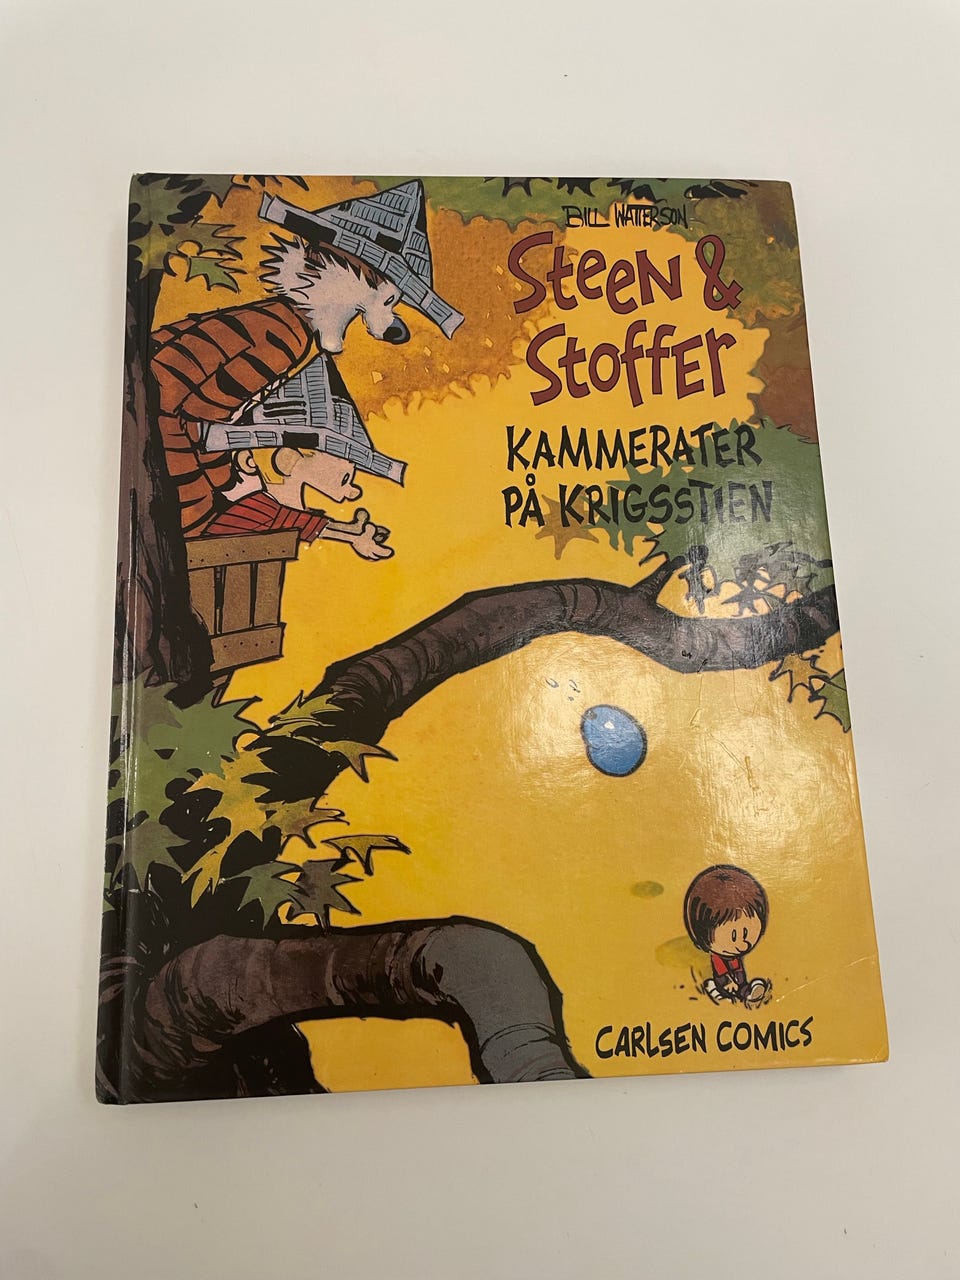 BILL WATTERSON
Steen &
Stoffer
KAMMERATER
PÅ KRIGSSTIEN
CARLSEN COMICS